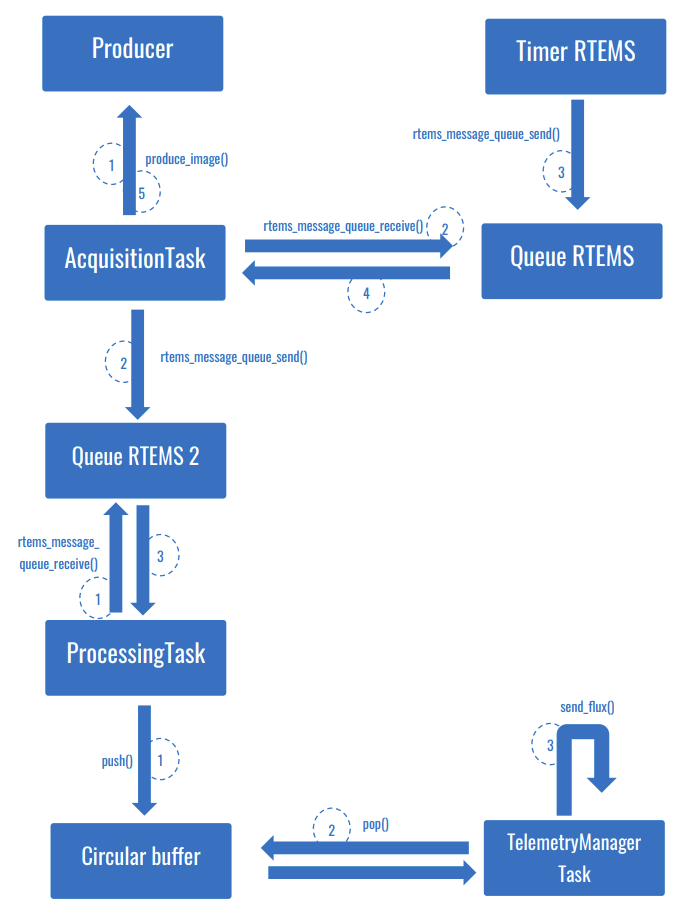 Producer
Timer RTEMS
rtems_message_queue_send()
1
produce_image()
3
5
rtems_message_queue_receive()
2
AcquisitionTask
Queue RTEMS
4
2
rtems_message_queue_send()
Queue RTEMS 2
rtems_message_
queue_receive()
3
1
ProcessingTask
send_flux()
3
push()
1
2
pop()
Circular buffer
TelemetryManager
Task